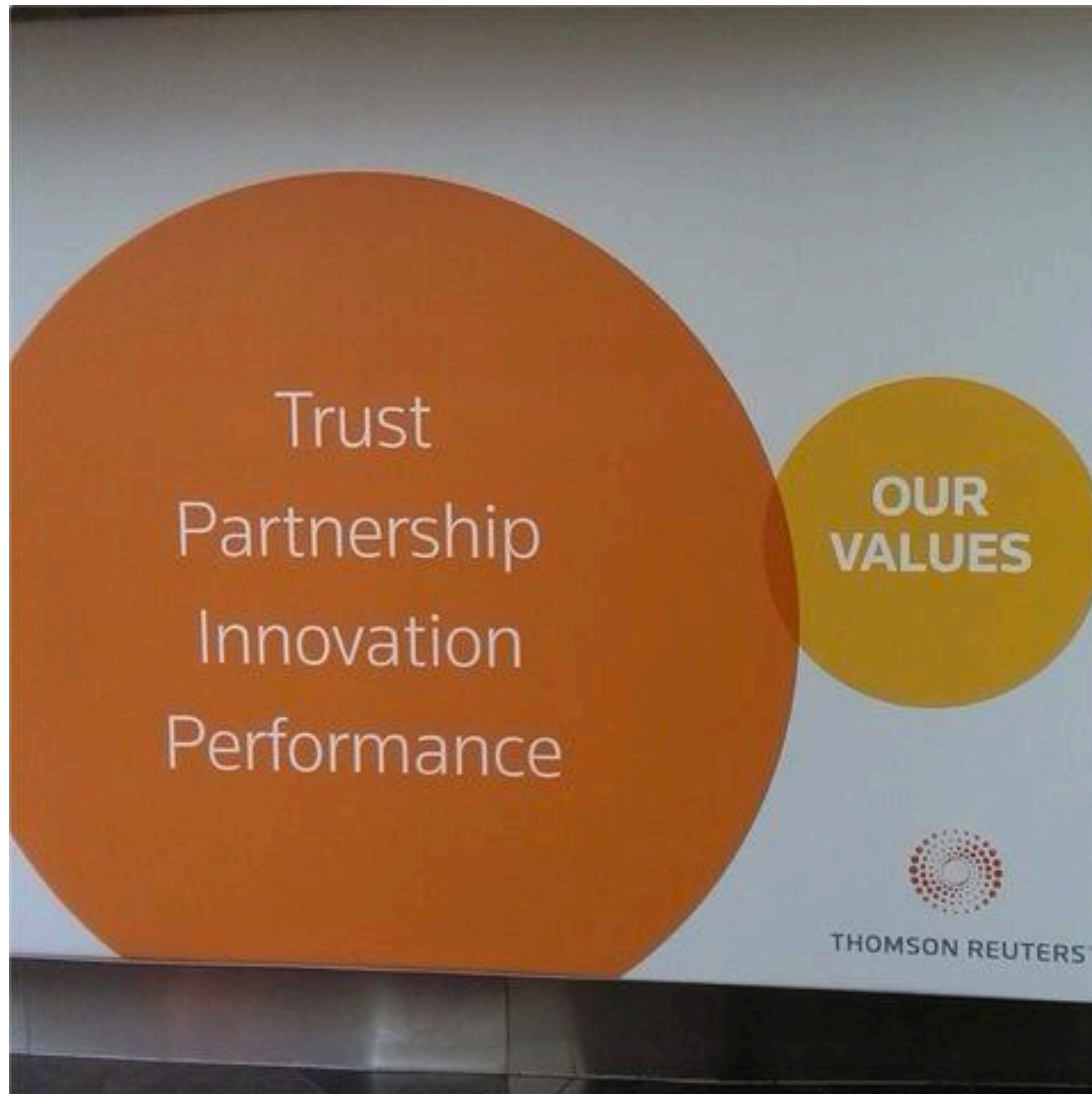 Trust
Partnership
Innovation
Performance
OUR
VALUES
THOMSON REUTERS